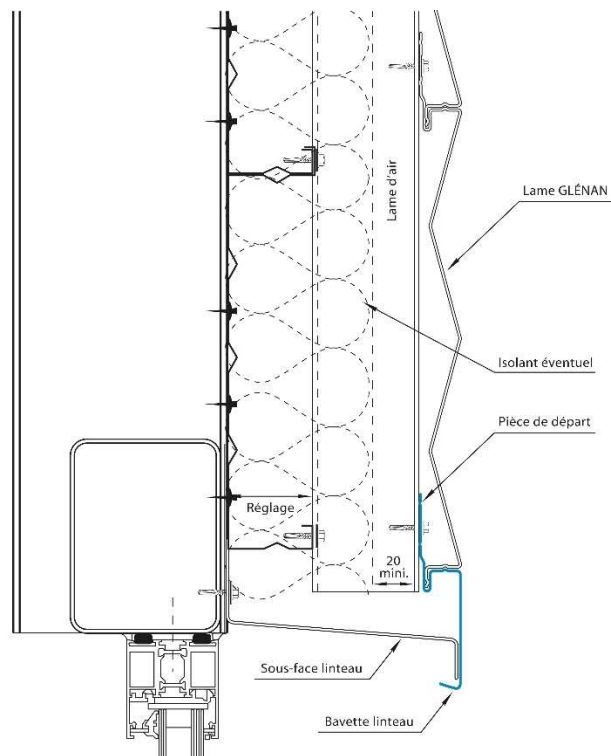 Lame d'air
Lame GLÉNAN
Isolant éventuel
Pièce de départ
Réglage
20
mini.
Sous-face linteau
Bavette linteau